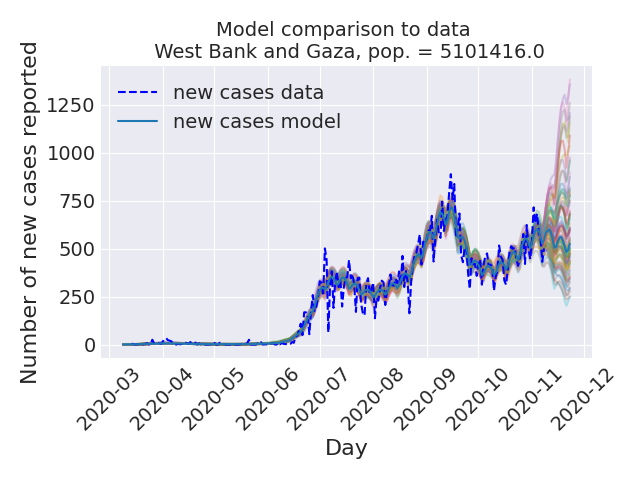 Model comparison to data
West Bank and Gaza, pop. = 5101416.0
new cases data
new cases model
Number of new cases reported
1250
1000
750
500
250
0
2020-03
2020-04
2020-05
2020-06
2020-07
2020-08
2020-09
2020-10
2020-11
2020-12
Day